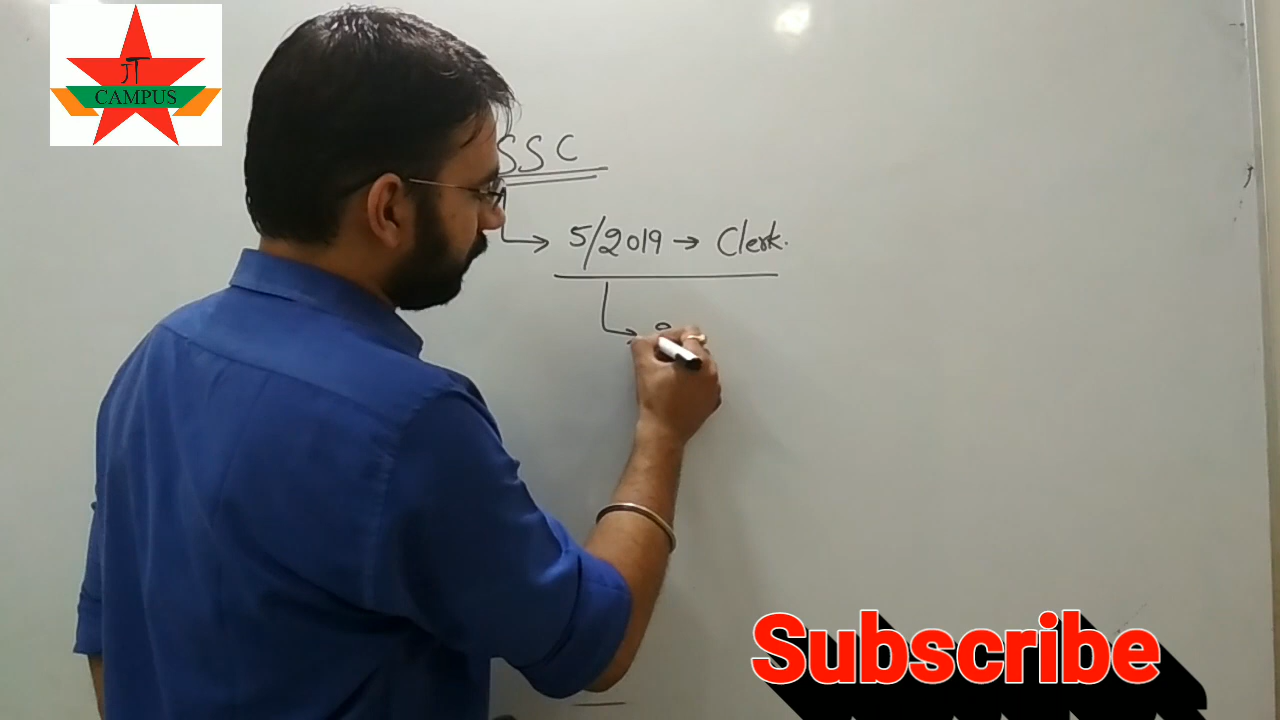 JT
CAMPUS
SSC
5/2019 → Clerk.
Subscribe